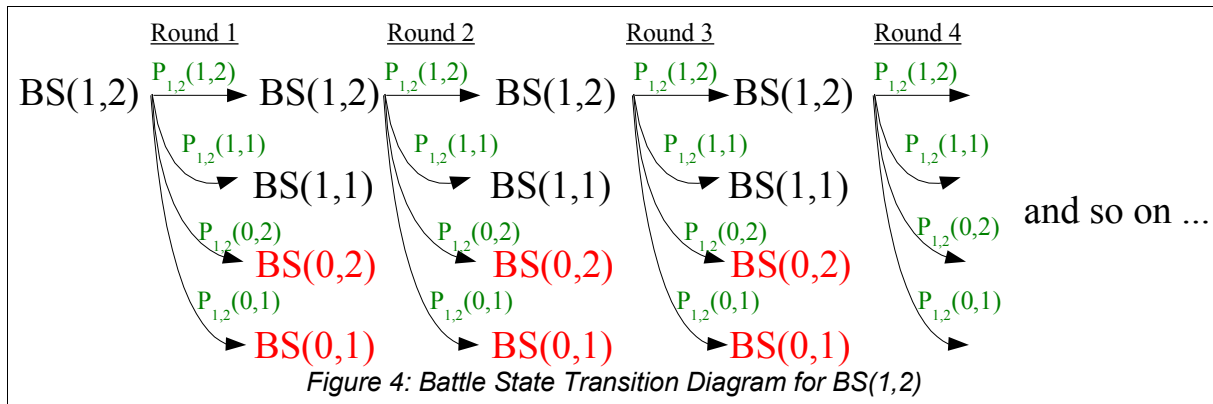 Round 1 Round 2 Round 3 Round 4
P1,2(1,2) P1,2(1,2) P1,2(1,2) P1,2(1,2)
BS(1,2) BS(1,2) BS(1,2) BS(1,2)
P1,2(1,1) P1,2(1,1) P1,2(1,1) P1,2(1,1)
BS(1,1) BS(1,1) BS(1,1)
and so on ...
P1,2(0,2) P1,2(0,2) P1,2(0,2) P1,2(0,2)
BS(0,2) BS(0,2) BS(0,2)
P1,2(0,1) P1,2(0,1) P1,2(0,1) P1,2(0,1)
BS(0,1) BS(0,1) BS(0,1)
Figure 4: Battle State Transition Diagram for BS(1,2)